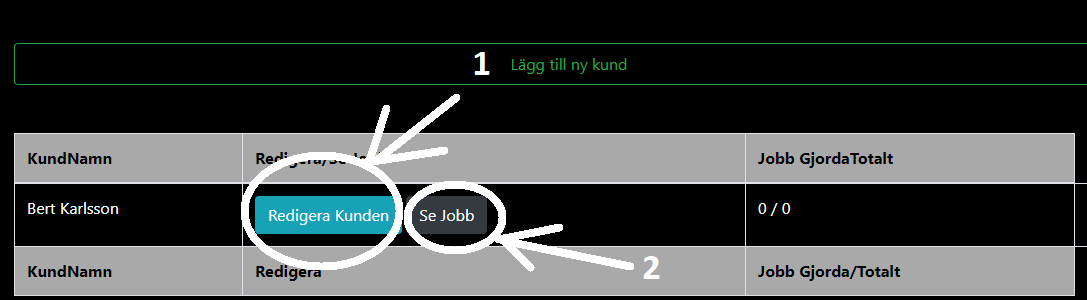 1 Lägg till ny kund
KundNamn Redigera/Se Jobb Jobb GjordaTotalt
Bert Karlsson Redigera Kunden Se Jobb 0 / 0
2
KundNamn Redigera Jobb Gjorda/Totalt